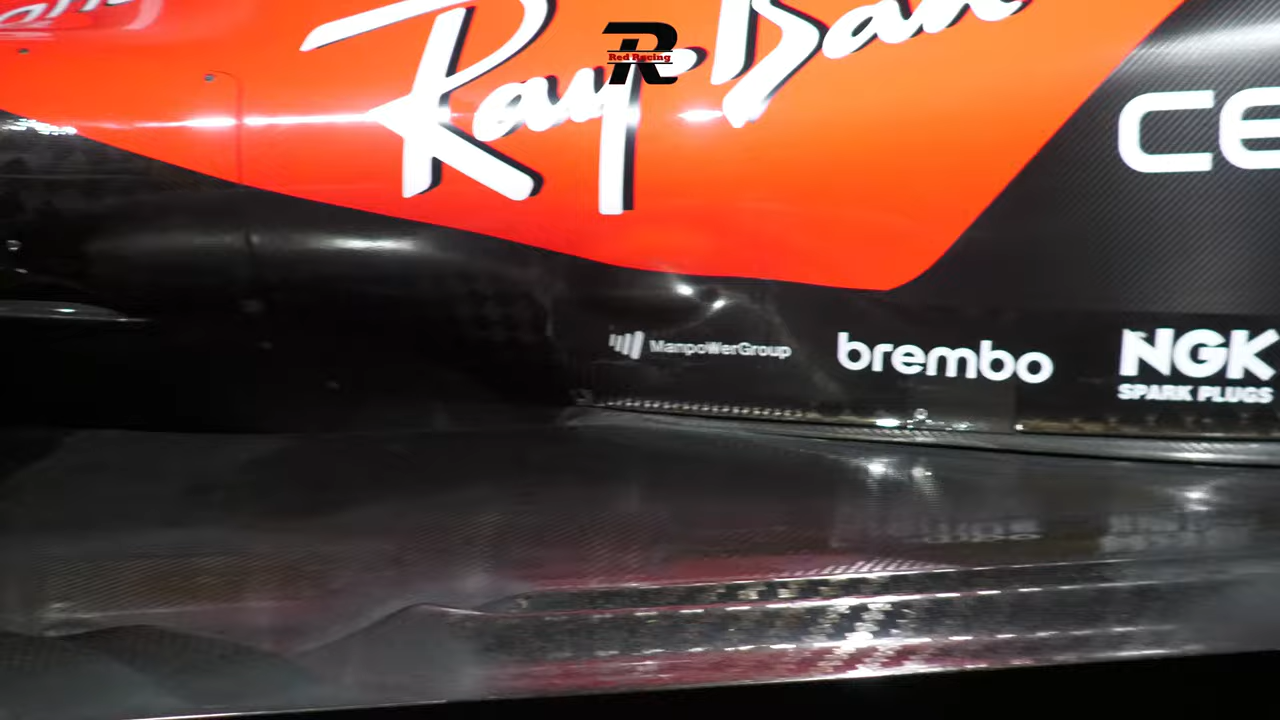 Ray-Ban
Red Racing
CE
ManpoWerGroup
brembo
NGK
SPARK PLUGS